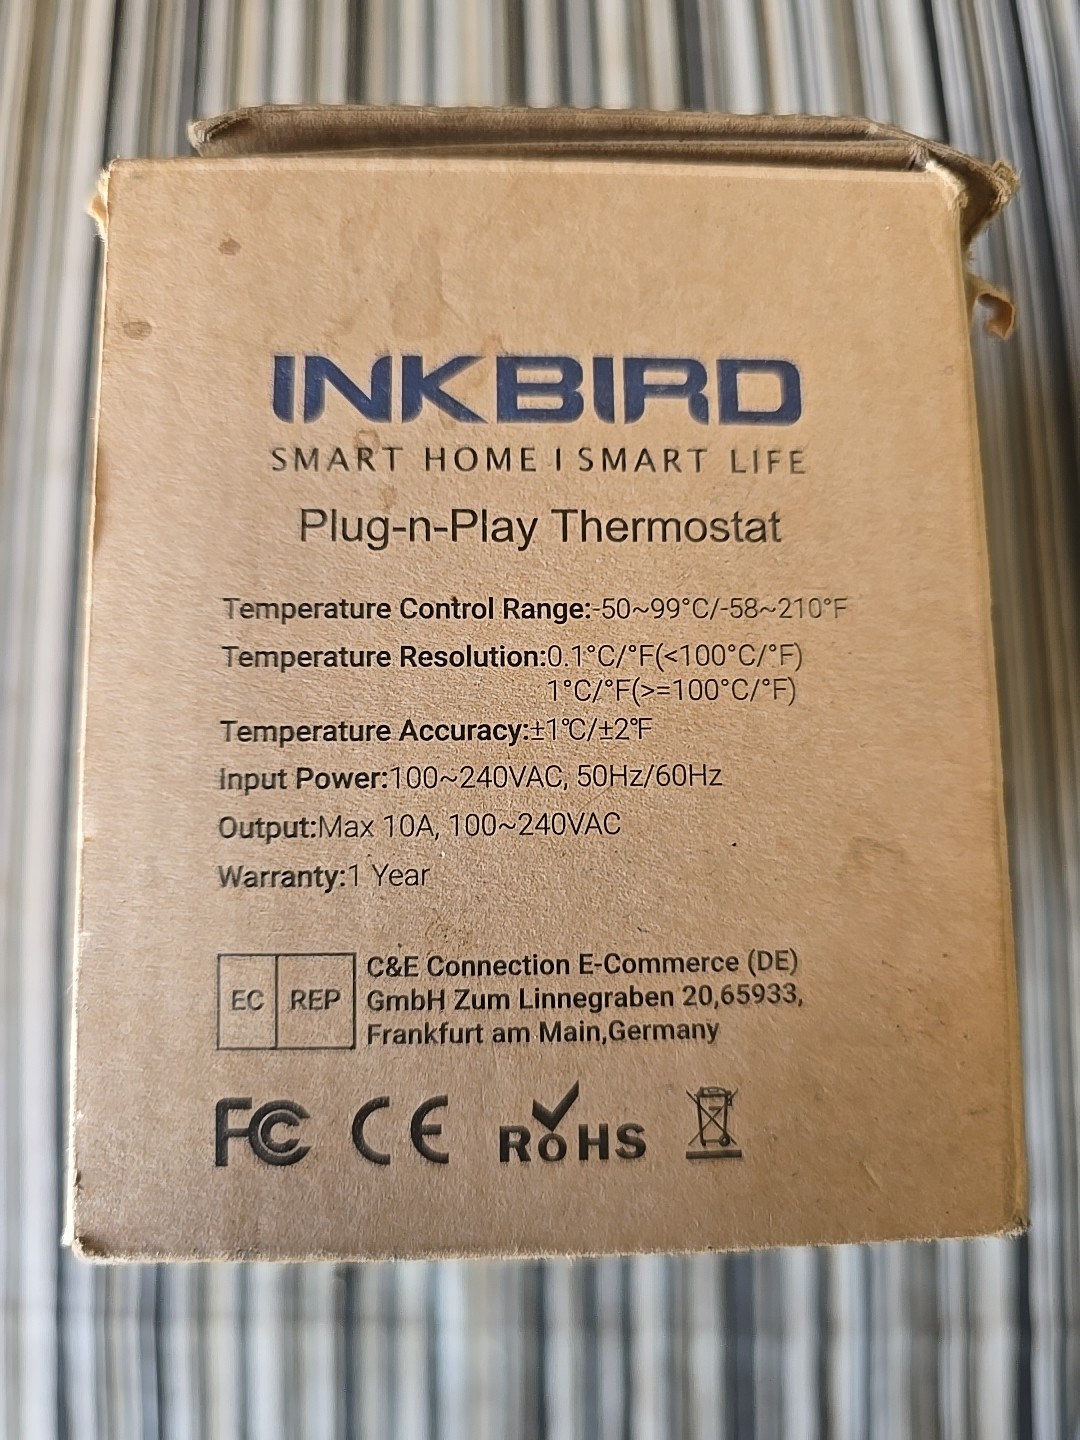 INKBIRD
SMART HOME | SMART LIFE
Plug-n-Play Thermostat
Temperature Control Range:-50~99°C/-58~210°F
Temperature Resolution:0.1°C/°F(<100°C/°F)
1°C/°F(>=100°C/°F)
Temperature Accuracy:±1℃/±2℉
Input Power:100~240VAC, 50Hz/60Hz
Output:Max 10A, 100~240VAC
Warranty:1 Year
EC REP C&E Connection E-Commerce (DE)
GmbH Zum Linnegraben 20,65933,
Frankfurt am Main,Germany
FC CE RoHS